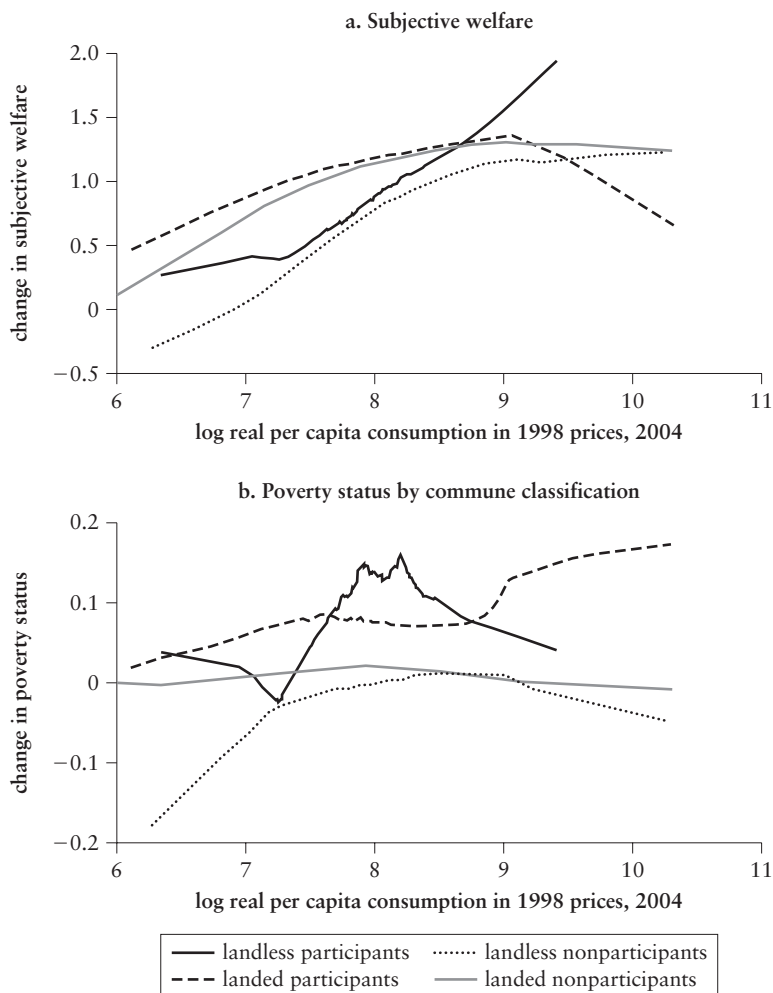 a. Subjective welfare
2.0
1.5
1.0
0.5
0
−0.5
change in subjective welfare
6 7 8 9 10 11
log real per capita consumption in 1998 prices, 2004
b. Poverty status by commune classification
0.2
0.1
0
−0.1
−0.2
change in poverty status
6 7 8 9 10 11
log real per capita consumption in 1998 prices, 2004
landless participants landless nonparticipants
landed participants landed nonparticipants